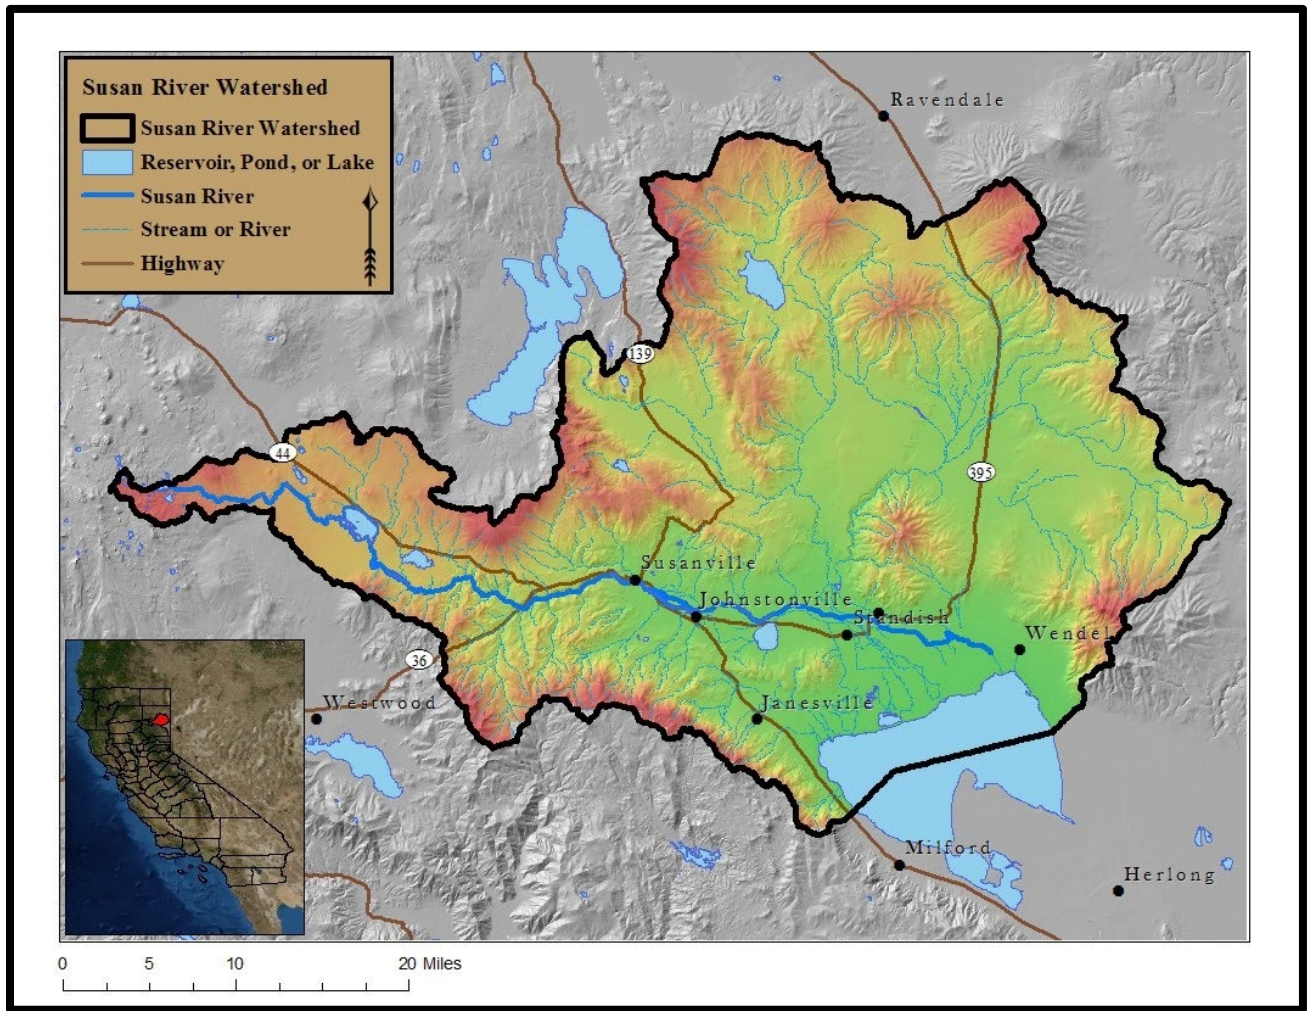 Susan River Watershed
Susan River Watershed
Reservoir, Pond, or Lake
Susan River
Stream or River
Highway
Ravendale
139
44
395
Susanville
Johnstonville
Standish
Wendel
36
Westwood
Janesville
Milford
Herlong
0 5 10 20 Miles